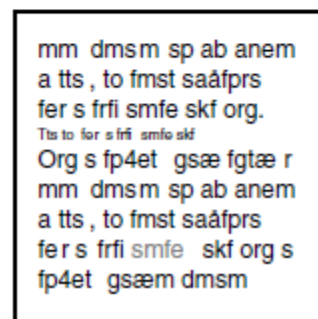 mm dmsm sp ab anem
a tts , to fmst saåfprs
fer s frfi smfe skf org.
Tts to fer s frfi smfe skf
Org s fp4et gsæ fgtæ r
mm dmsm sp ab anem
a tts , to fmst saåfprs
fer s frfi smfe skf org s
fp4et gsæm dmsm